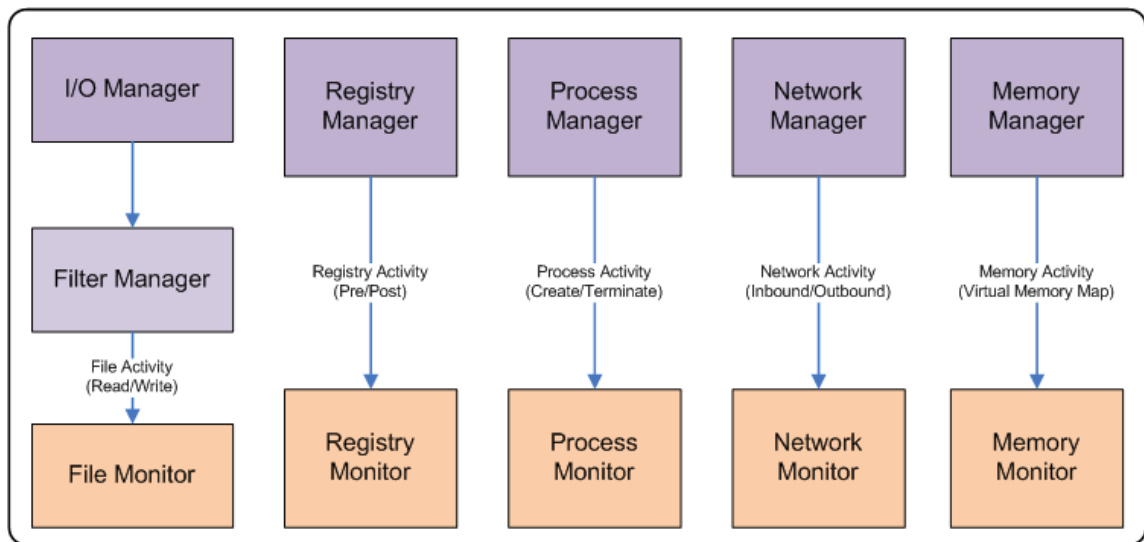 I/O Manager
Filter Manager
File Activity
(Read/Write)
File Monitor
Registry
Manager
Registry Activity
(Pre/Post)
Registry
Monitor
Process
Manager
Process Activity
(Create/Terminate)
Process
Monitor
Network
Manager
Network Activity
(Inbound/Outbound)
Network
Monitor
Memory
Manager
Memory Activity
(Virtual Memory Map)
Memory
Monitor